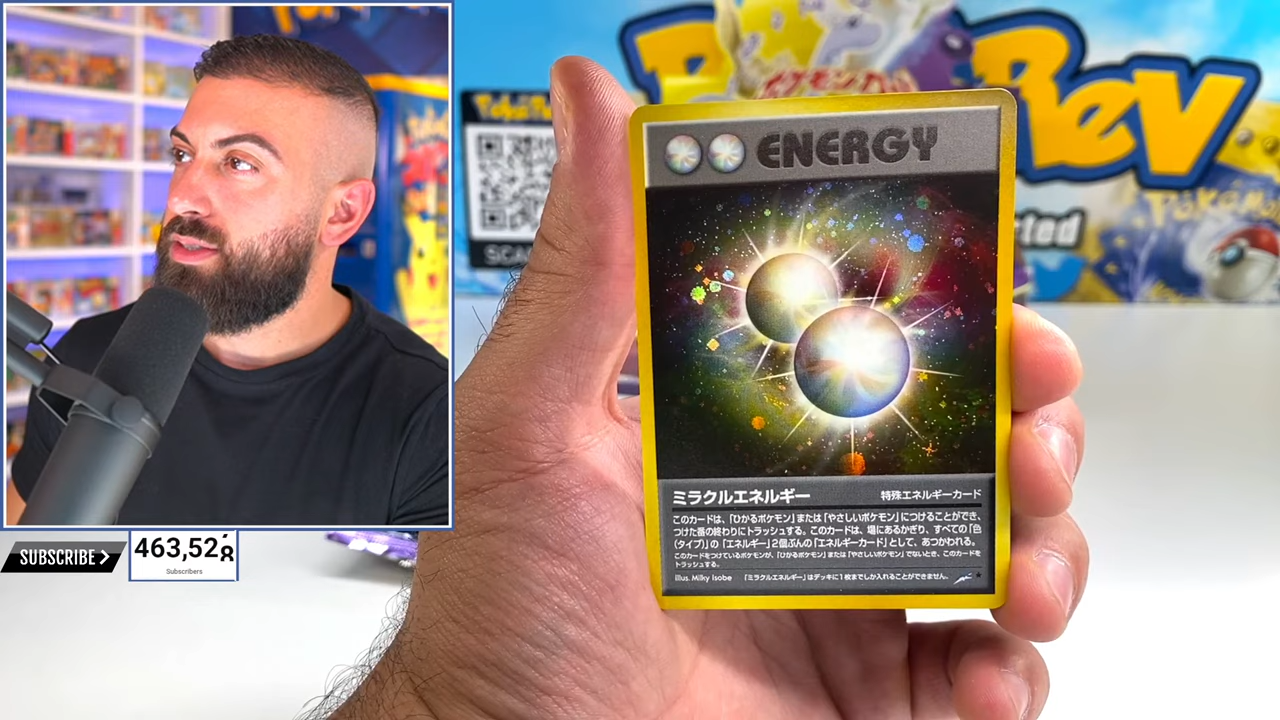 ポケモンカード
Rev
SCAN
SUBSCRIBE >
463,528
Subscribers
ENERGY
ミラクルエネルギー
特殊エネルギーカード
このカードは、「ひかるポケモン」または「やさしいポケモン」につけることができ、
つけた番の終わりにトラッシュする。このカードは、場にあるかぎり、すべての「色
(タイプ)」の「エネルギー」2個ぶんの「エネルギーカード」として、あつかわれる。
このカードをつけているポケモンが、「ひかるポケモン」または「やさしいポケモン」でないとき、このカードを
トラッシュする。
illus. Milky Isobe 「ミラクルエネルギー」はデッキに1枚までしか入れることができません。